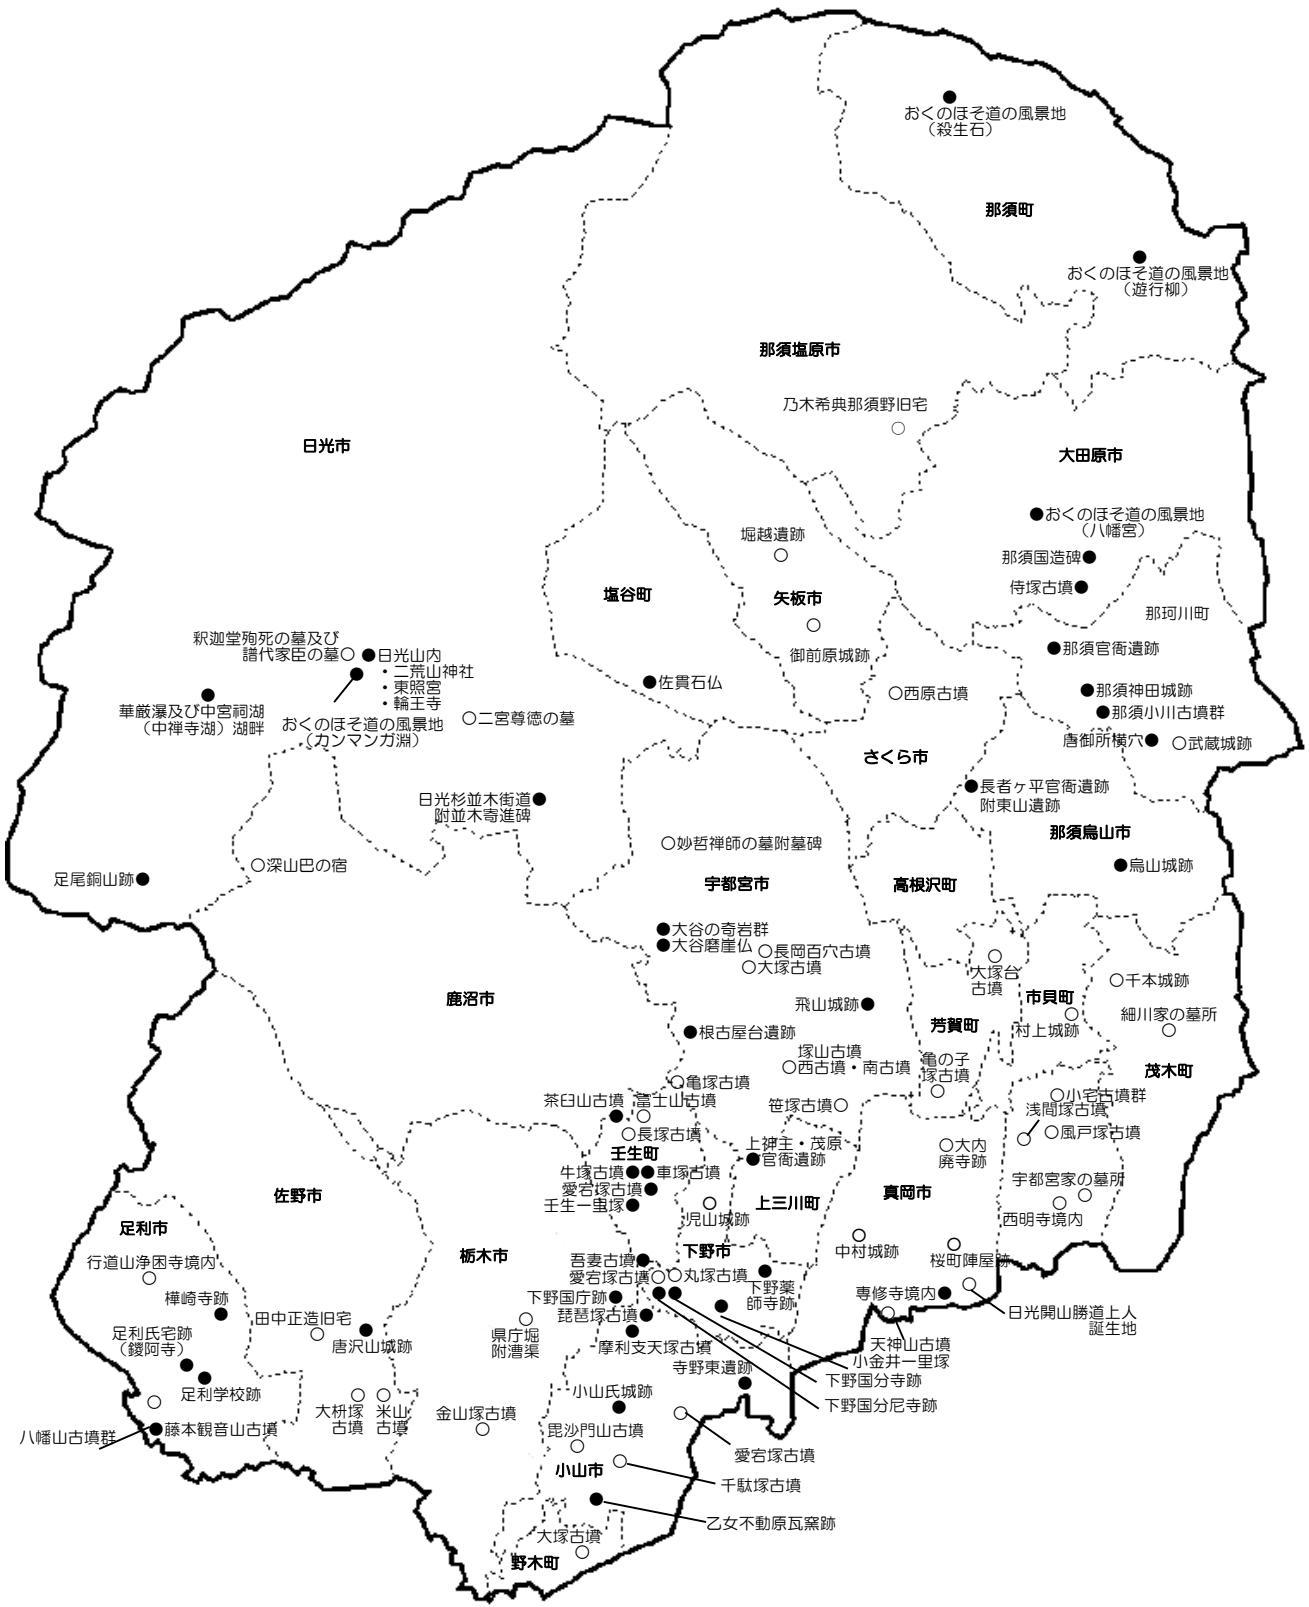 おくのほそ道の風景地
（殺生石）
那須町
おくのほそ道の風景地
（遊行柳）
那須塩原市
乃木希典那須野旧宅
日光市
大田原市
おくのほそ道の風景地
（八幡宮）
堀越遺跡
那須国造碑
侍塚古墳
塩谷町
矢板市
那珂川町
釈迦堂殉死の墓及び
譜代家臣の墓
日光山内
・二荒山神社
・東照宮
・輪王寺
御前原城跡
那須官衙遺跡
佐貫石仏
西原古墳
那須神田城跡
那須小川古墳群
華厳瀑及び中宮祠湖
（中禅寺湖）湖畔
おくのほそ道の風景地
（カンマンガ淵）
二宮尊徳の墓
唐御所横穴
武蔵城跡
さくら市
長者ヶ平官衙遺跡
附東山遺跡
日光杉並木街道
附並木寄進碑
那須烏山市
妙哲禅師の墓附墓碑
深山巴の宿
烏山城跡
足尾銅山跡
宇都宮市
高根沢町
大谷の奇岩群
大谷磨崖仏
長岡百穴古墳
大塚古墳
大塚台
古墳
千本城跡
鹿沼市
市貝町
飛山城跡
細川家の墓所
芳賀町
村上城跡
根古屋台遺跡
塚山古墳
西古墳・南古墳
亀の子
塚古墳
茂木町
亀塚古墳
小宅古墳群
茶臼山古墳
富士山古墳
笹塚古墳
浅間塚古墳
風戸塚古墳
長塚古墳
上神主・茂原
官衙遺跡
大内
廃寺跡
壬生町
牛塚古墳
車塚古墳
愛宕塚古墳
壬生一里塚
宇都宮家の墓所
佐野市
真岡市
上三川町
児山城跡
西明寺境内
足利市
栃木市
下野市
中村城跡
桜町陣屋跡
行道山浄因寺境内
吾妻古墳
愛宕塚古墳
丸塚古墳
下野薬
師寺跡
専修寺境内
日光開山勝道上人
誕生地
樺崎寺跡
下野国庁跡
琵琶塚古墳
田中正造旧宅
県庁堀
附漕渠
足利氏宅跡
（鑁阿寺）
唐沢山城跡
摩利支天塚古墳
天神山古墳
小金井一里塚
寺野東遺跡
下野国分寺跡
足利学校跡
小山氏城跡
下野国分尼寺跡
大枡塚
古墳
米山
古墳
金山塚古墳
藤本観音山古墳
八幡山古墳群
毘沙門山古墳
愛宕塚古墳
小山市
千駄塚古墳
乙女不動原瓦窯跡
大塚古墳
野木町